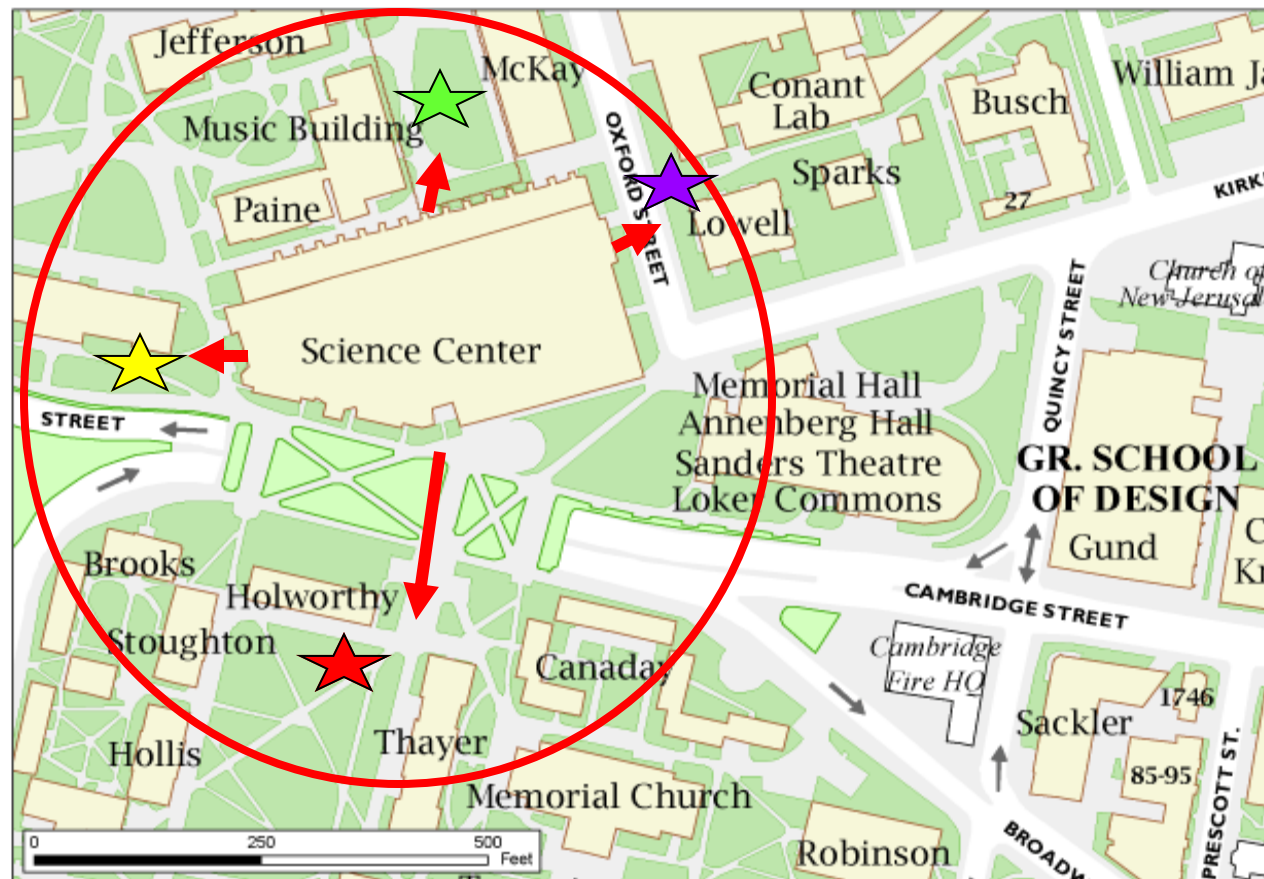 Jefferson
McKay
Conant
Lab
Busch
William Ja
Music Building
OXFORD STREET
Sparks
Paine
Lowell
27
KIRK
Church of
New Jerusal
Science Center
QUINCY STREET
Memorial Hall
Annenberg Hall
Sanders Theatre
Loker Commons
STREET
GR. SCHOOL
OF DESIGN
Gund
C
Kr
Brooks
Holworthy
CAMBRIDGE STREET
Stoughton
Canaday
Cambridge
Fire HQ
1746
Sackler
Hollis
Thayer
85-95
Memorial Church
PRESCOTT ST.
0 250 500
Feet
Robinson
BROADW